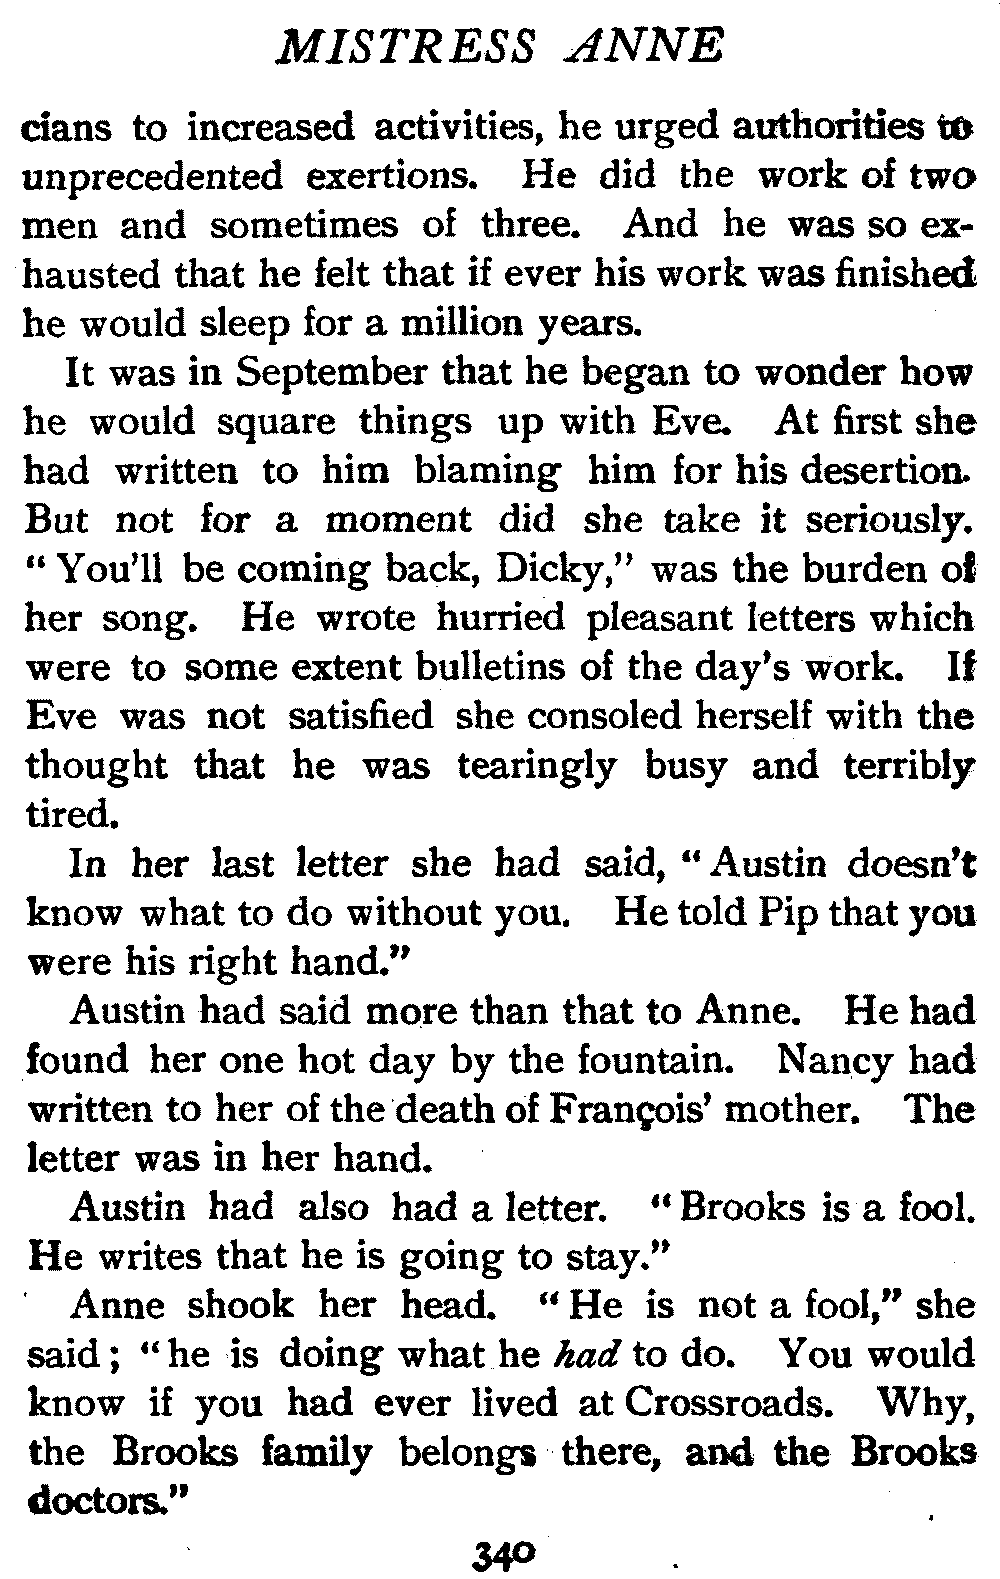 MISTRESS ANNE
cians to increased activities, he urged authorities to
unprecedented exertions. He did the work of two
men and sometimes of three. And he was so ex-
hausted that he felt that if ever his work was finished
he would sleep for a million years.
It was in September that he began to wonder how
he would square things up with Eve. At first she
had written to him blaming him for his desertion.
But not for a moment did she take it seriously.
“ You'll be coming back, Dicky,” was the burden of
her song. He wrote hurried pleasant letters which
were to some extent bulletins of the day's work. If
Eve was not satisfied she consoled herself with the
thought that he was tearingly busy and terribly
tired.
In her last letter she had said, “ Austin doesn't
know what to do without you. He told Pip that you
were his right hand.”
Austin had said more than that to Anne. He had
found her one hot day by the fountain. Nancy had
written to her of the death of François' mother. The
letter was in her hand.
Austin had also had a letter. “ Brooks is a fool.
He writes that he is going to stay.”
Anne shook her head. “ He is not a fool,” she
said ; “ he is doing what he had to do. You would
know if you had ever lived at Crossroads. Why,
the Brooks family belongs there, and the Brooks
doctors.”
340